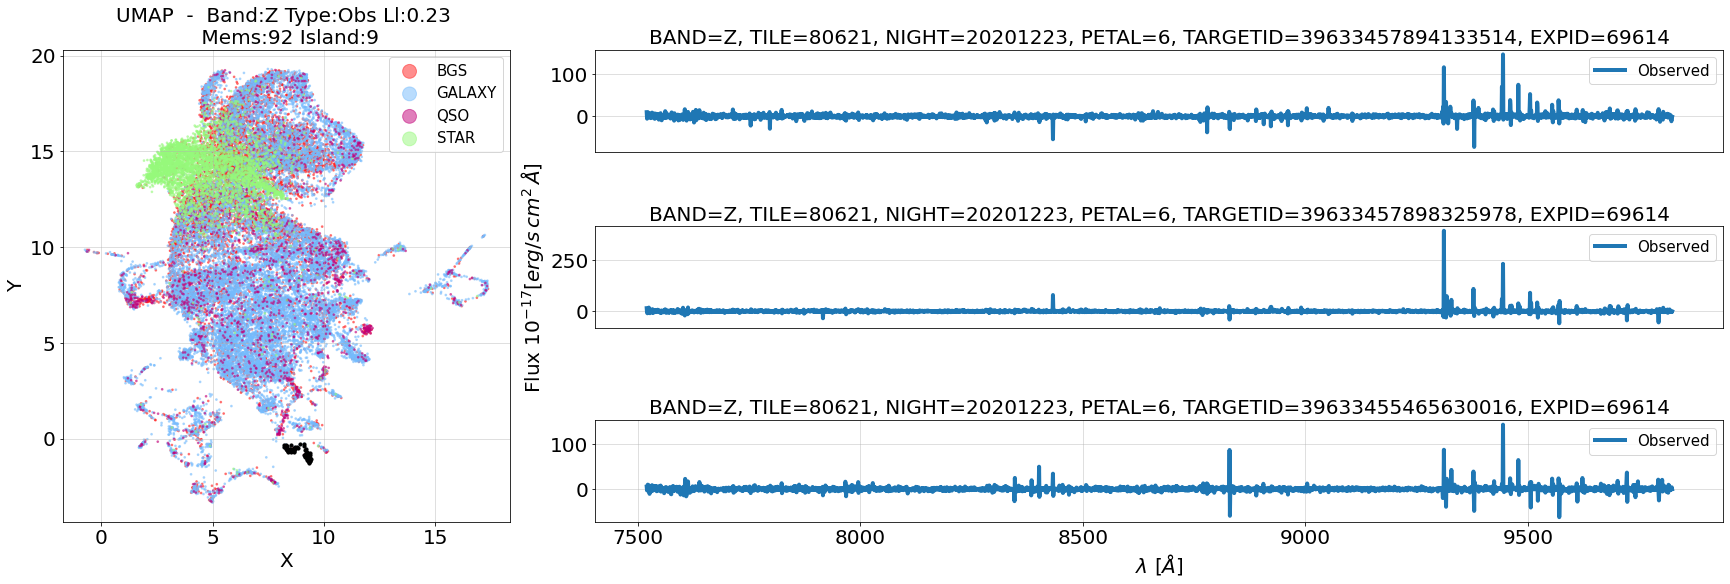 UMAP  -  Band:Z Type:Obs Ll:0.23
Mems:92 Island:9
20
15
10
5
0
Y
0
5
10
15
X
BGS
GALAXY
QSO
STAR
Flux 10^{-17}[erg/s cm^2 Å]
BAND=Z, TILE=80621, NIGHT=20201223, PETAL=6, TARGETID=39633457894133514, EXPID=69614
100
0
Observed
BAND=Z, TILE=80621, NIGHT=20201223, PETAL=6, TARGETID=39633457898325978, EXPID=69614
250
0
Observed
BAND=Z, TILE=80621, NIGHT=20201223, PETAL=6, TARGETID=39633455465630016, EXPID=69614
100
0
Observed
7500
8000
8500
9000
9500
λ [Å]